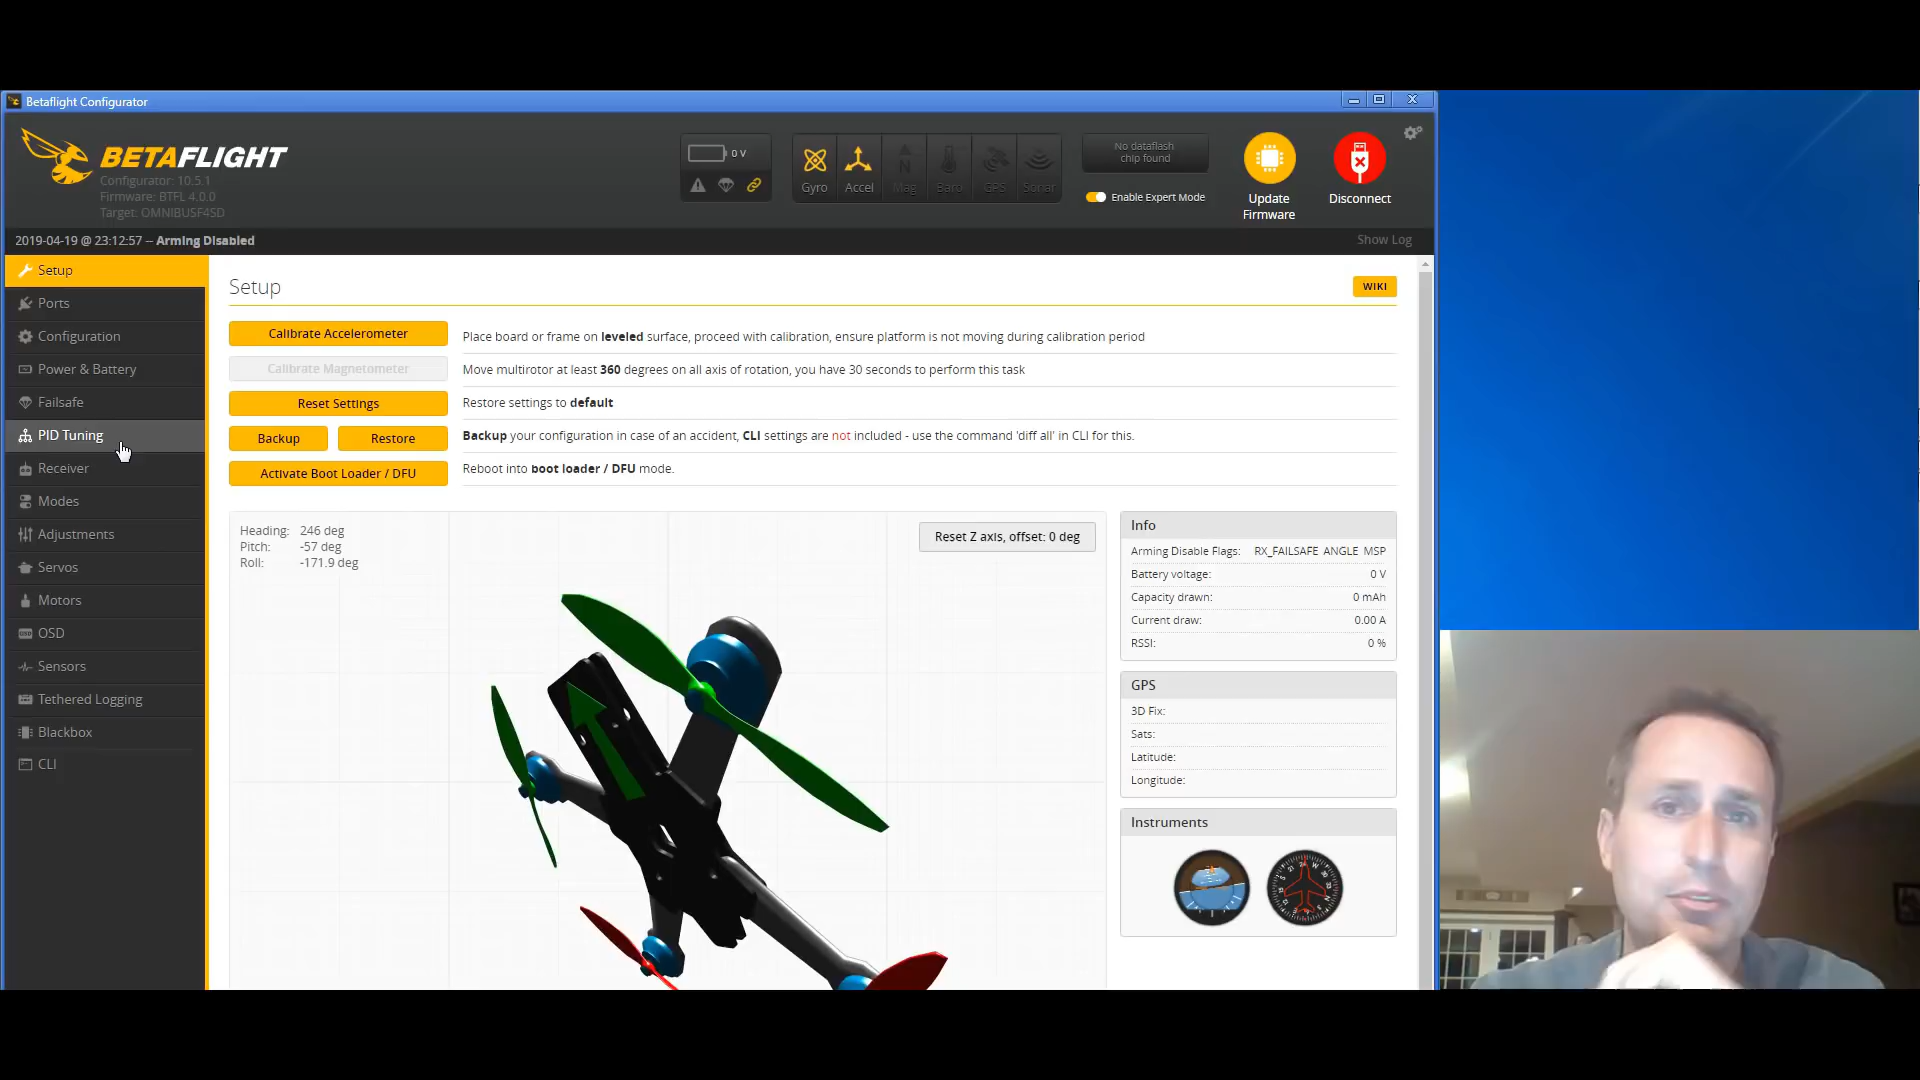 Betaflight Configurator
BETAFLIGHT
Configurator: 10.5.1
Firmware: BTFL 4.0.0
Target: OMNIBUSF4SD
0 V
Gyro
Accel
Mag
Baro
GPS
Sonar
No dataflash
chip found
Enable Expert Mode
Update
Firmware
Disconnect
2019-04-19 @ 23:12:57 -- Arming Disabled
Show Log
Setup
Ports
Configuration
Power & Battery
Failsafe
PID Tuning
Receiver
Modes
Adjustments
Servos
Motors
OSD
Sensors
Tethered Logging
Blackbox
CLI
Setup
WIKI
Calibrate Accelerometer
Place board or frame on leveled surface, proceed with calibration, ensure platform is not moving during calibration period
Calibrate Magnetometer
Move multirotor at least 360 degrees on all axis of rotation, you have 30 seconds to perform this task
Reset Settings
Restore settings to default
Backup
Restore
Backup your configuration in case of an accident, CLI settings are not included - use the command 'diff all' in CLI for this.
Activate Boot Loader / DFU
Reboot into boot loader / DFU mode.
Heading: 246 deg
Pitch: -57 deg
Roll: -171.9 deg
Reset Z axis, offset: 0 deg
Info
Arming Disable Flags: RX_FAILSAFE ANGLE MSP
Battery voltage: 0 V
Capacity drawn: 0 mAh
Current draw: 0.00 A
RSSI: 0 %
GPS
3D Fix:
Sats:
Latitude:
Longitude:
Instruments